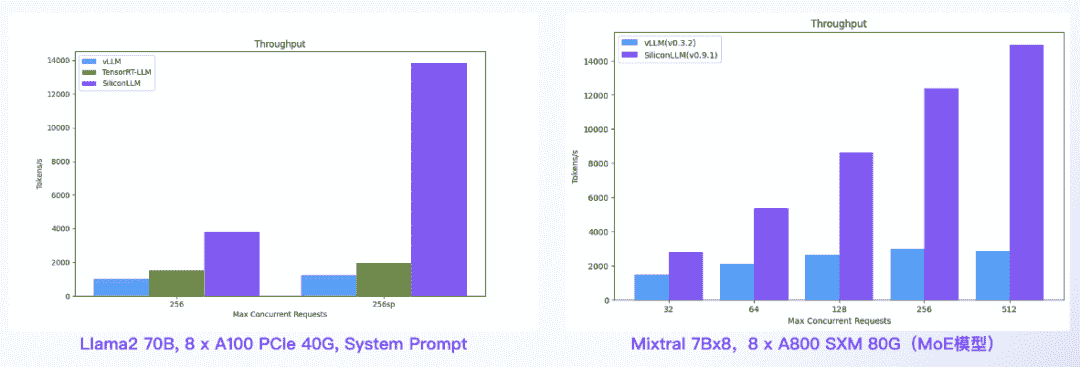 Throughput
vLLM
TensorRT-LLM
SiliconLLM
14000
12000
10000
8000
6000
4000
2000
0
Tokens/s
256
256sp
Max Concurrent Requests
Llama2 70B, 8 x A100 PCIe 40G, System Prompt
Throughput
vLLM(v0.3.2)
SiliconLLM(v0.9.1)
14000
12000
10000
8000
6000
4000
2000
0
Tokens/s
32
64
128
256
512
Max Concurrent Requests
Mixtral 7Bx8，8 x A800 SXM 80G（MoE模型）